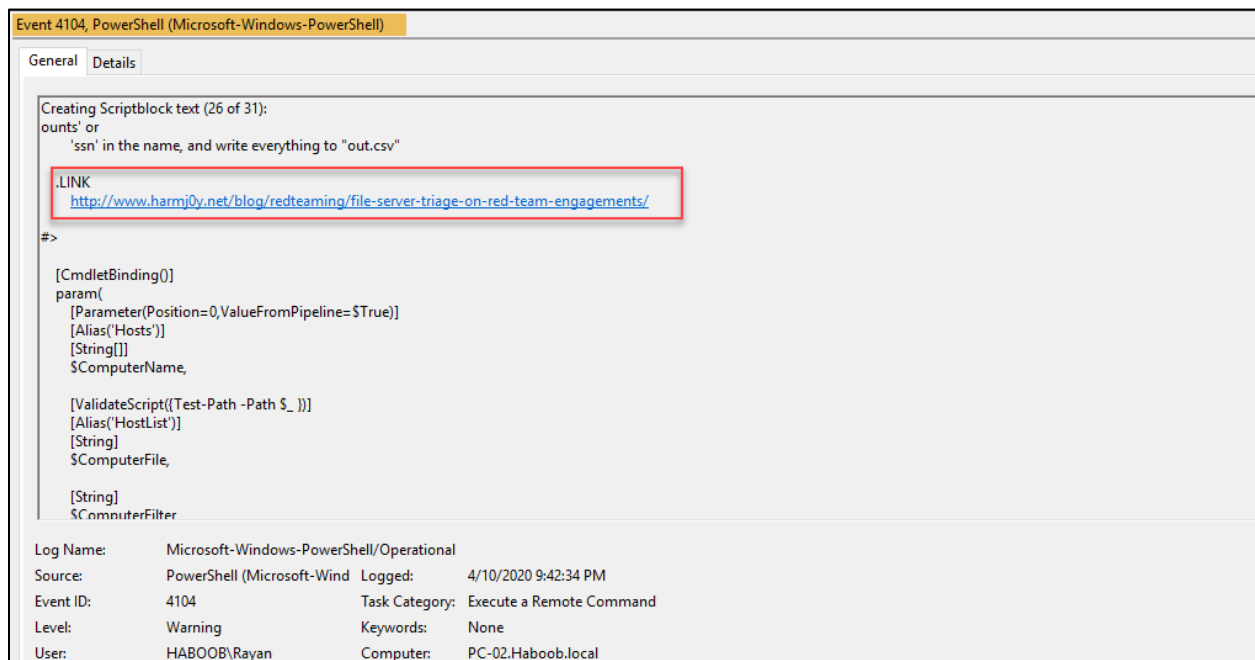 Event 4104, PowerShell (Microsoft-Windows-PowerShell)
General Details
Creating Scriptblock text (26 of 31):
ounts' or
'ssn' in the name, and write everything to "out.csv"
.LINK
http://www.harmj0y.net/blog/redteaming/file-server-triage-on-red-team-engagements/
#>
[CmdletBinding()]
param(
[Parameter(Position=0,ValueFromPipeline=$True)]
[Alias('Hosts')]
[String[]]
$ComputerName,
[ValidateScript({Test-Path -Path $_ })]
[Alias('HostList')]
[String]
$ComputerFile,
[String]
$ComputerFilter
Log Name: Microsoft-Windows-PowerShell/Operational
Source: PowerShell (Microsoft-Wind Logged: 4/10/2020 9:42:34 PM
Event ID: 4104 Task Category: Execute a Remote Command
Level: Warning Keywords: None
User: HABOOB\Rayan Computer: PC-02.Haboob.local